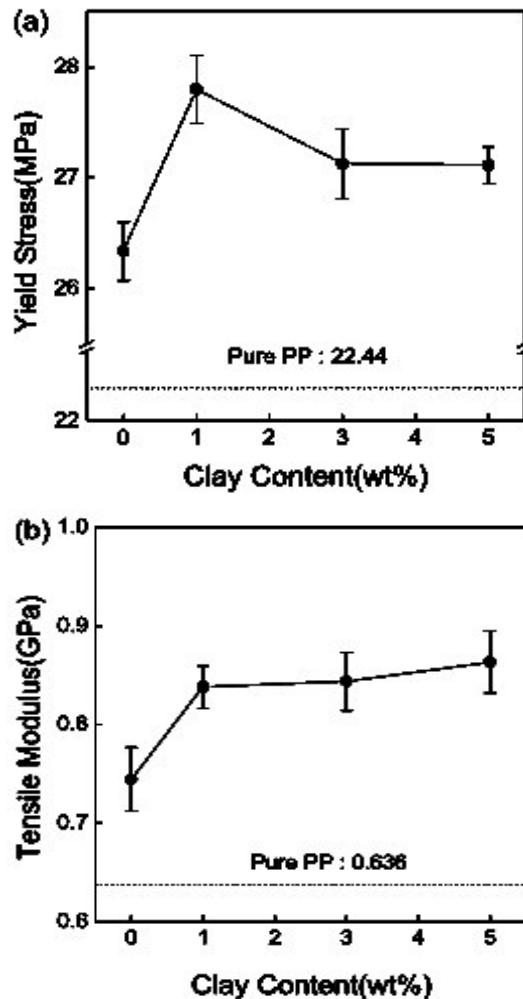 (a)
28
27
26
22
Yield Stress(MPa)
Pure PP : 22.44
0 1 2 3 4 5
Clay Content(wt%)
(b)
1.0
0.9
0.8
0.7
0.6
Tensile Modulus(GPa)
Pure PP : 0.636
0 1 2 3 4 5
Clay Content(wt%)